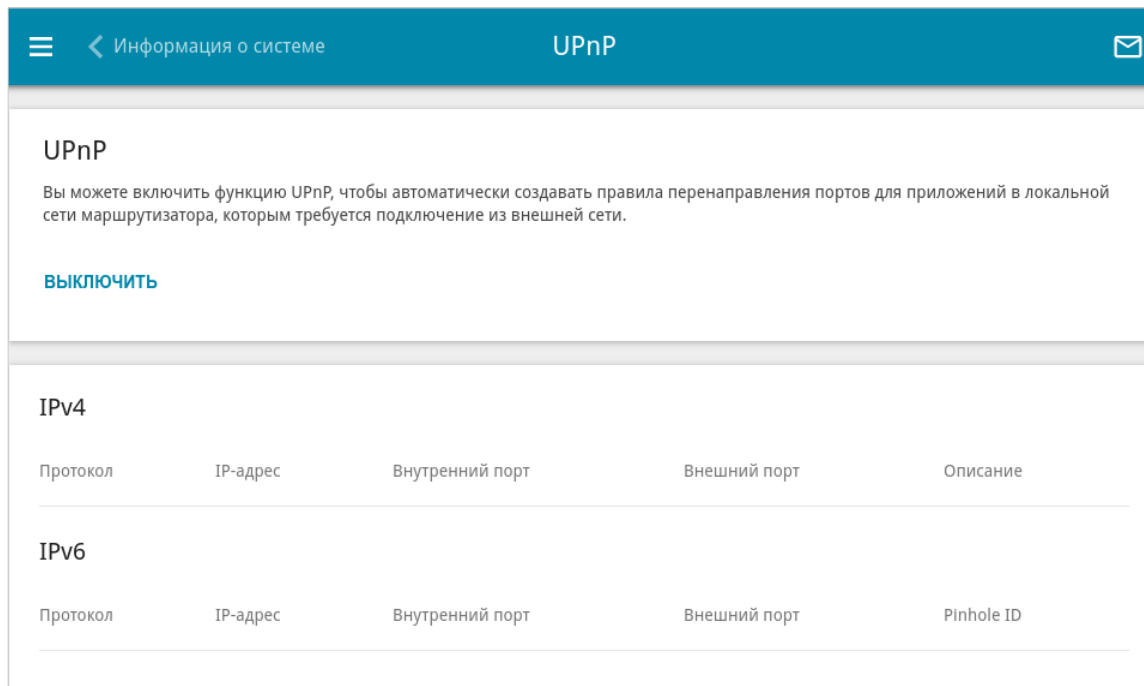 Информация о системе UPnP
UPnP
Вы можете включить функцию UPnP, чтобы автоматически создавать правила перенаправления портов для приложений в локальной
сети маршрутизатора, которым требуется подключение из внешней сети.
ВЫКЛЮЧИТЬ
IPv4
Протокол IP-адрес Внутренний порт Внешний порт Описание
IPv6
Протокол IP-адрес Внутренний порт Внешний порт Pinhole ID